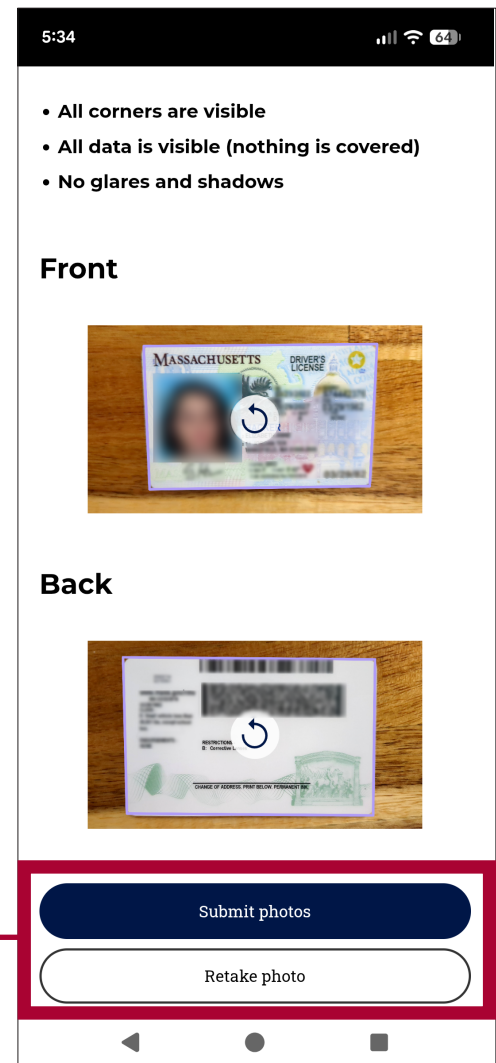 5:34
64
All corners are visible
All data is visible (nothing is covered)
No glares and shadows
Front
MASSACHUSETTS
DRIVER'S
LICENSE
Back
RESTRICTIONS
B: Corrective
CHANGE OF ADDRESS. PRINT BELOW. PERMANENT INK.
Submit photos
Retake photo